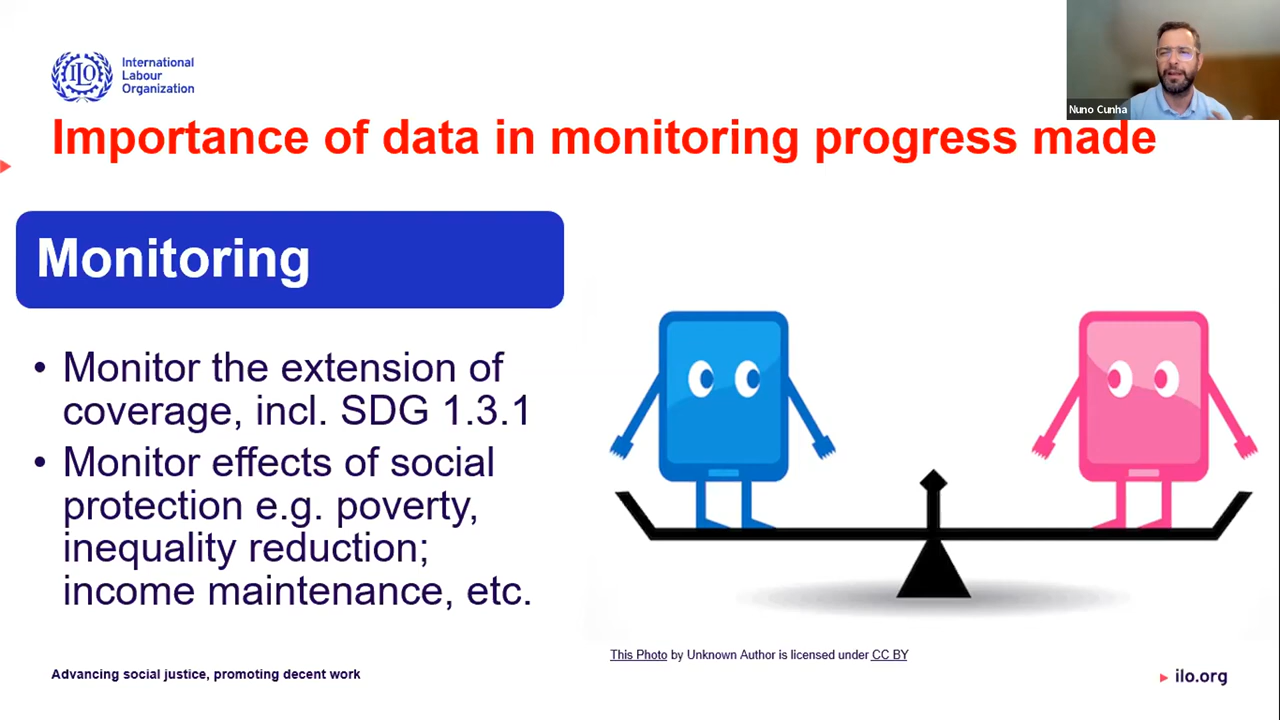 International
Labour
Organization
Nuno Cunha
Importance of data in monitoring progress made
Monitoring
• Monitor the extension of
coverage, incl. SDG 1.3.1
• Monitor effects of social
protection e.g. poverty,
inequality reduction;
income maintenance, etc.
This Photo by Unknown Author is licensed under CC BY
Advancing social justice, promoting decent work
ilo.org